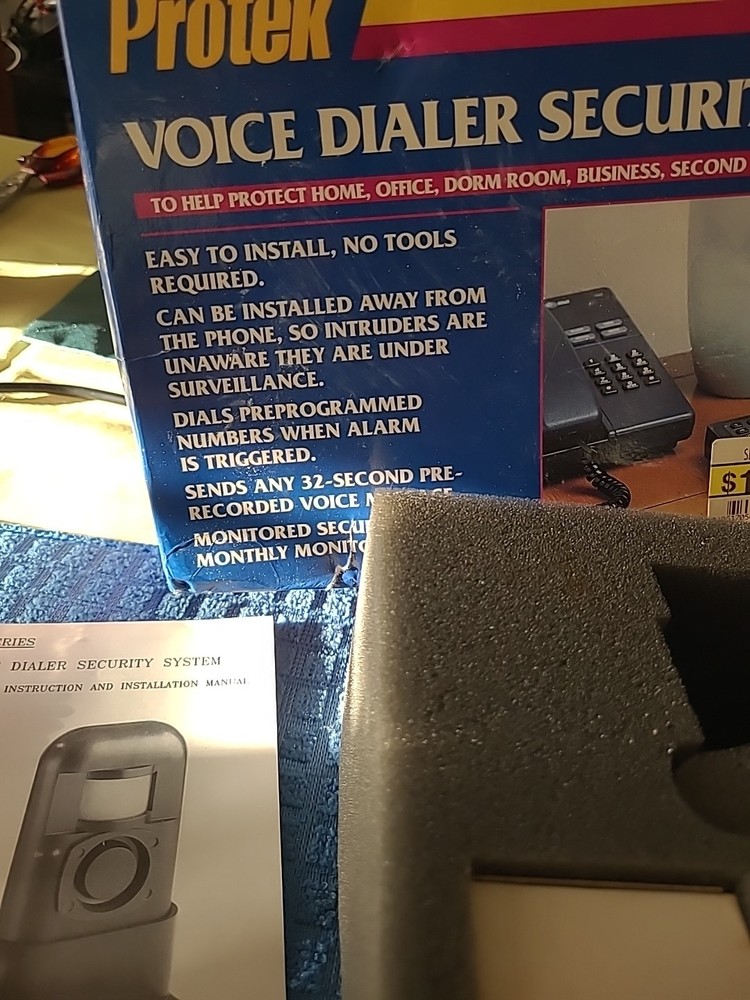 Protek
VOICE DIALER SECURI
TO HELP PROTECT HOME, OFFICE, DORM ROOM, BUSINESS, SECOND
EASY TO INSTALL, NO TOOLS
REQUIRED.
CAN BE INSTALLED AWAY FROM
THE PHONE, SO INTRUDERS ARE
UNAWARE THEY ARE UNDER
SURVEILLANCE.
DIALS PREPROGRAMMED
NUMBERS WHEN ALARM
IS TRIGGERED.
SENDS ANY 32-SECOND PRE-
RECORDED VOICE
MONITORED SECU
MONTHLY MONITO
$1
ERIES
DIALER SECURITY SYSTEM
INSTRUCTION AND INSTALLATION MANUAL